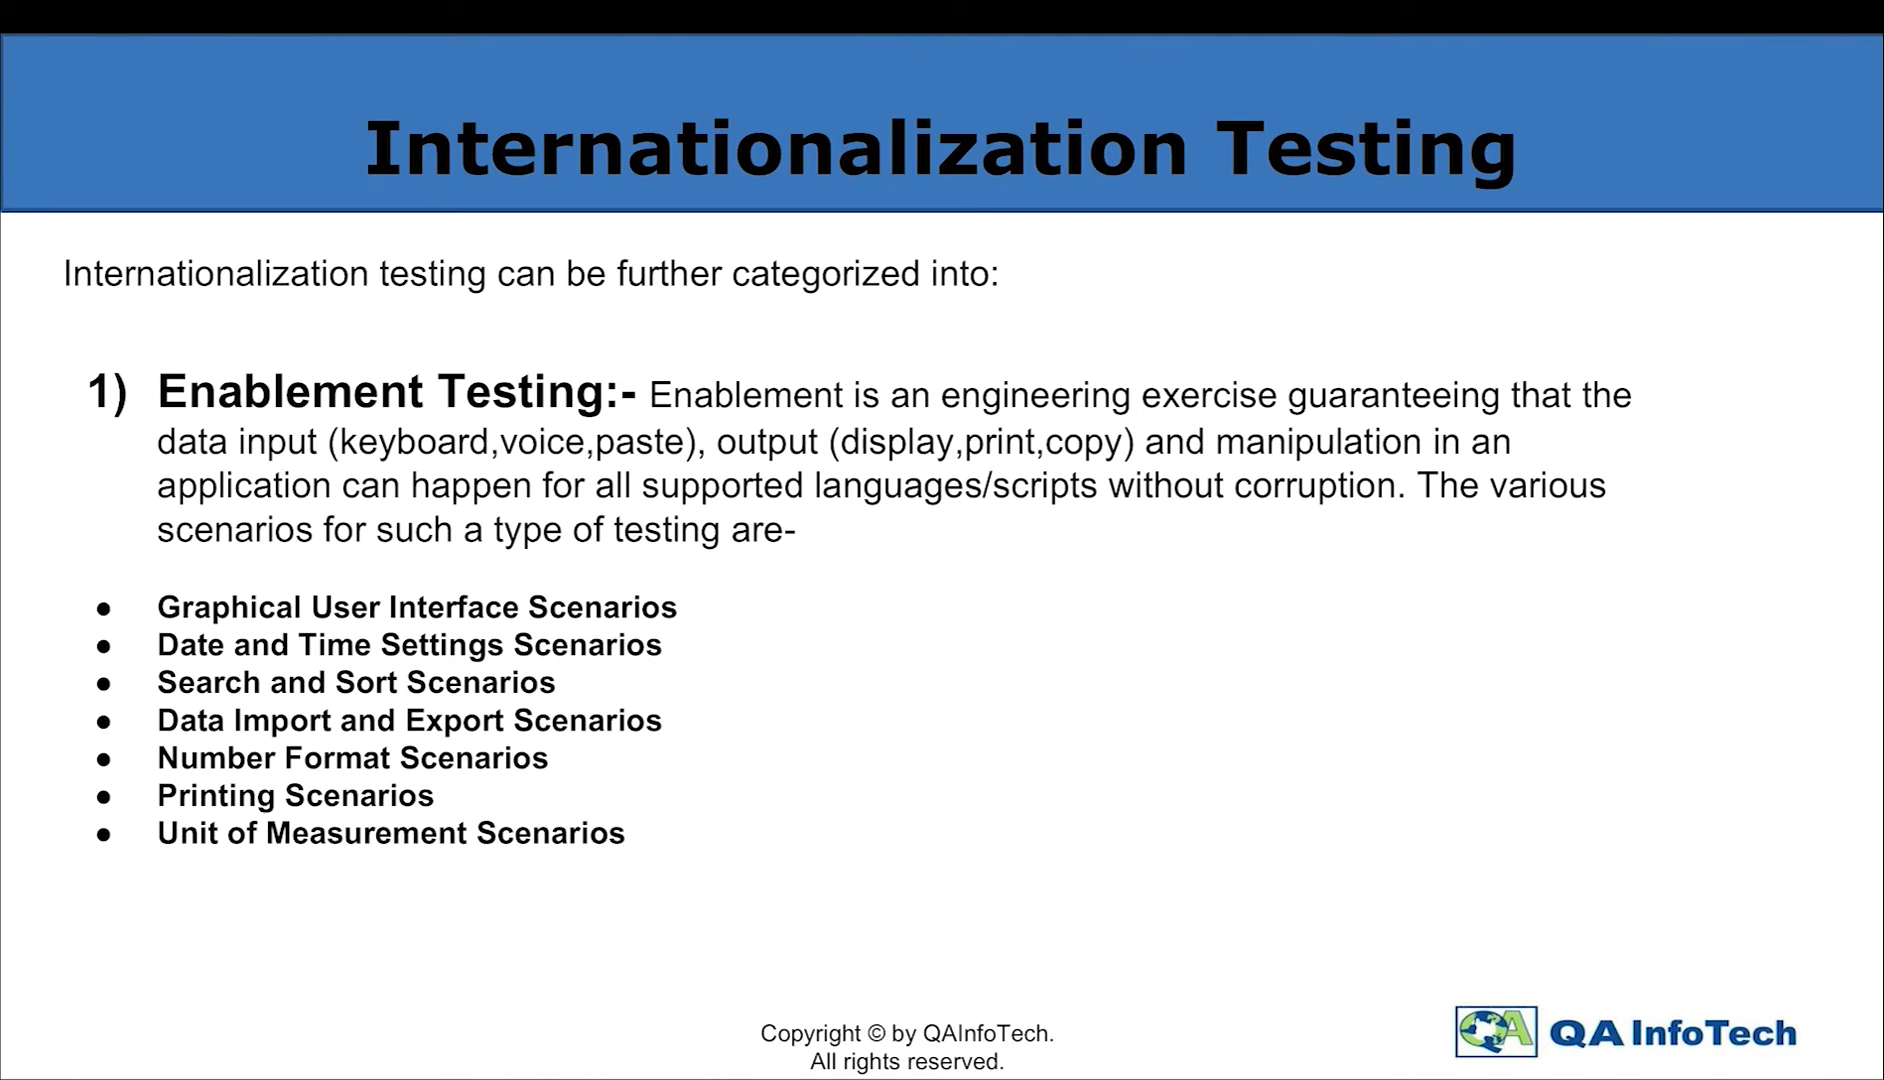 Internationalization Testing
Internationalization testing can be further categorized into:
1) Enablement Testing:- Enablement is an engineering exercise guaranteeing that the
data input (keyboard,voice,paste), output (display,print,copy) and manipulation in an
application can happen for all supported languages/scripts without corruption. The various
scenarios for such a type of testing are-
● Graphical User Interface Scenarios
● Date and Time Settings Scenarios
● Search and Sort Scenarios
● Data Import and Export Scenarios
● Number Format Scenarios
● Printing Scenarios
● Unit of Measurement Scenarios
Copyright © by QAInfoTech.
All rights reserved.
QA QA InfoTech